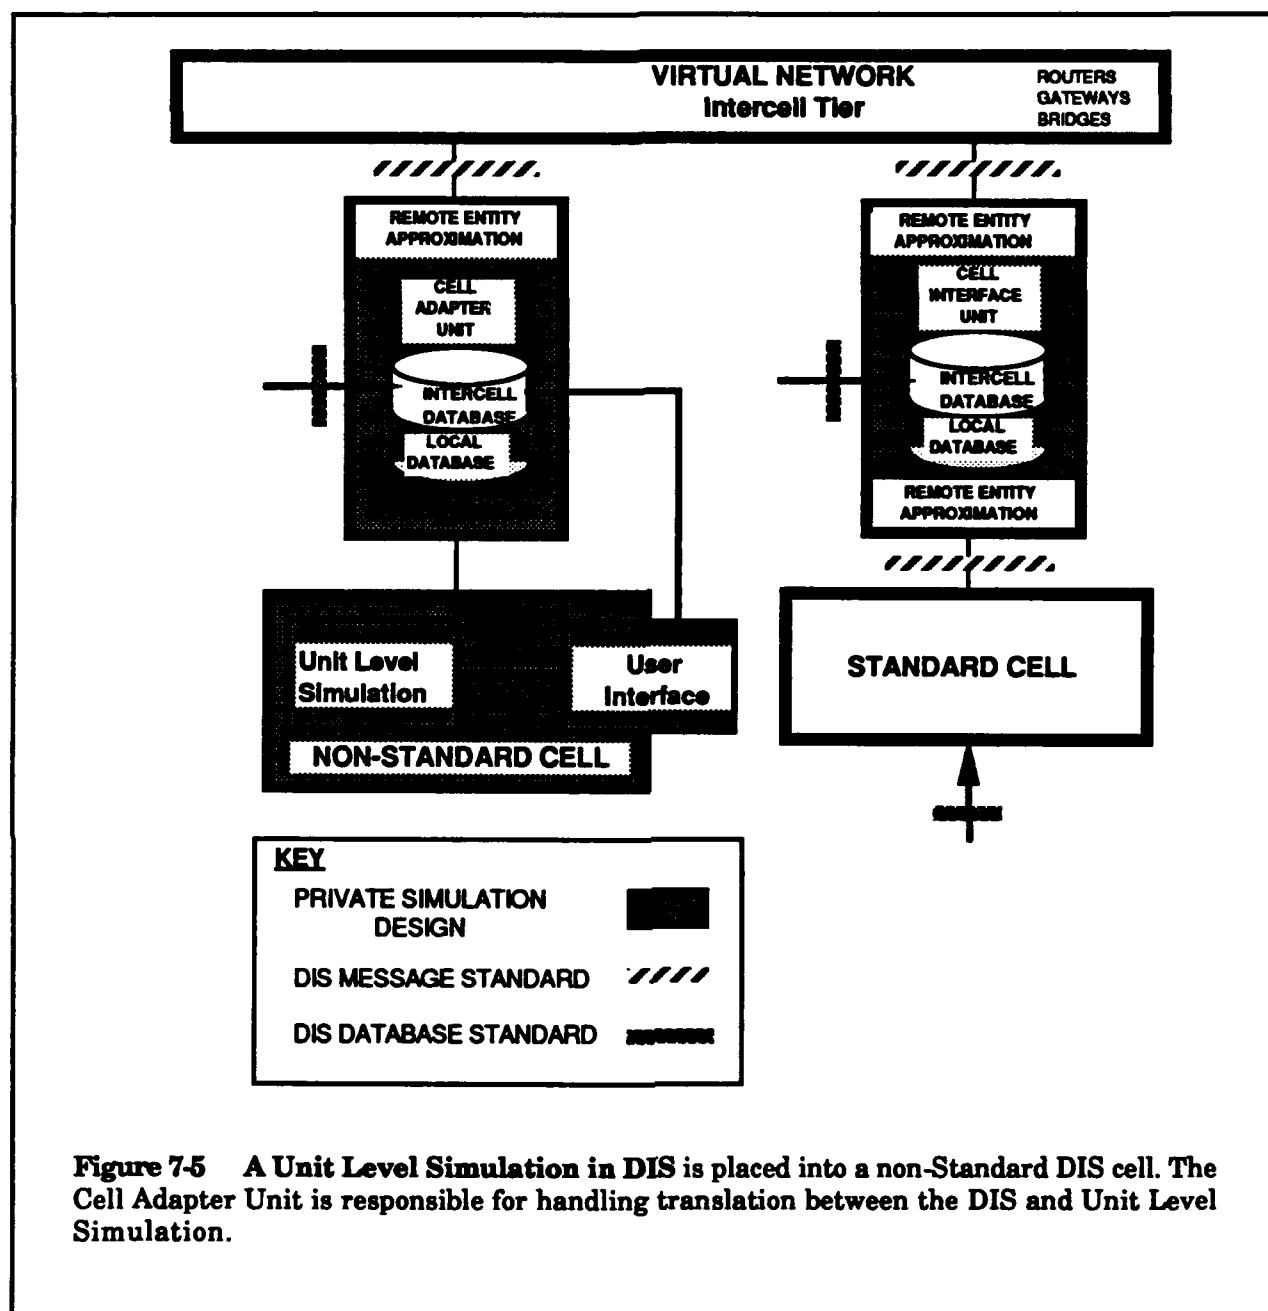 VIRTUAL NETWORK
Intercell Tier
ROUTERS
GATEWAYS
BRIDGES
REMOTE ENTITY
APPROXIMATION
CELL
ADAPTER
UNIT
INTERCELL
DATABASE
LOCAL
DATABASE
REMOTE ENTITY
APPROXIMATION
CELL
INTERFACE
UNIT
INTERCELL
DATABASE
LOCAL
DATABASE
REMOTE ENTITY
APPROXIMATION
Unit Level
Simulation
User
Interface
NON-STANDARD CELL
STANDARD CELL
KEY
PRIVATE SIMULATION
DESIGN
DIS MESSAGE STANDARD
DIS DATABASE STANDARD
Figure 7-5 A Unit Level Simulation in DIS is placed into a non-Standard DIS cell. The
Cell Adapter Unit is responsible for handling translation between the DIS and Unit Level
Simulation.